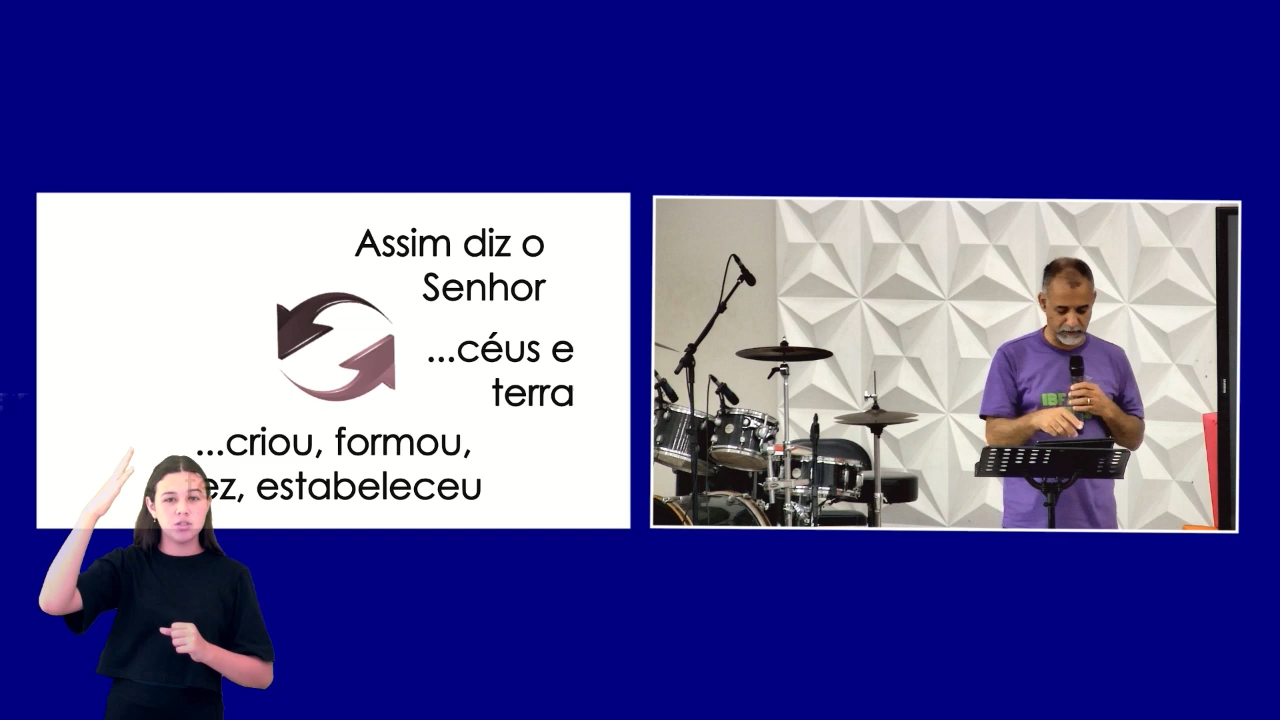 Assim diz o
Senhor
...céus e
terra
...criou, formou,
ez, estabeleceu